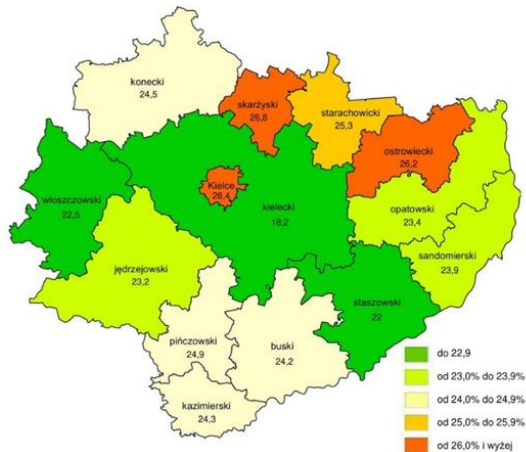 konecki
24,5
skarżyski
26,8
starachowicki
25,3
ostrowiecki
26,2
Kielce
26,4
włoszczowski
22,5
kielecki
18,2
opatowski
23,4
sandomierski
23,9
jędrzejowski
23,2
staszowski
22
pińczowski
24,9
buski
24,2
kazimierski
24,3
do 22,9
od 23,0% do 23,9%
od 24,0% do 24,9%
od 25,0% do 25,9%
od 26,0% i wyżej